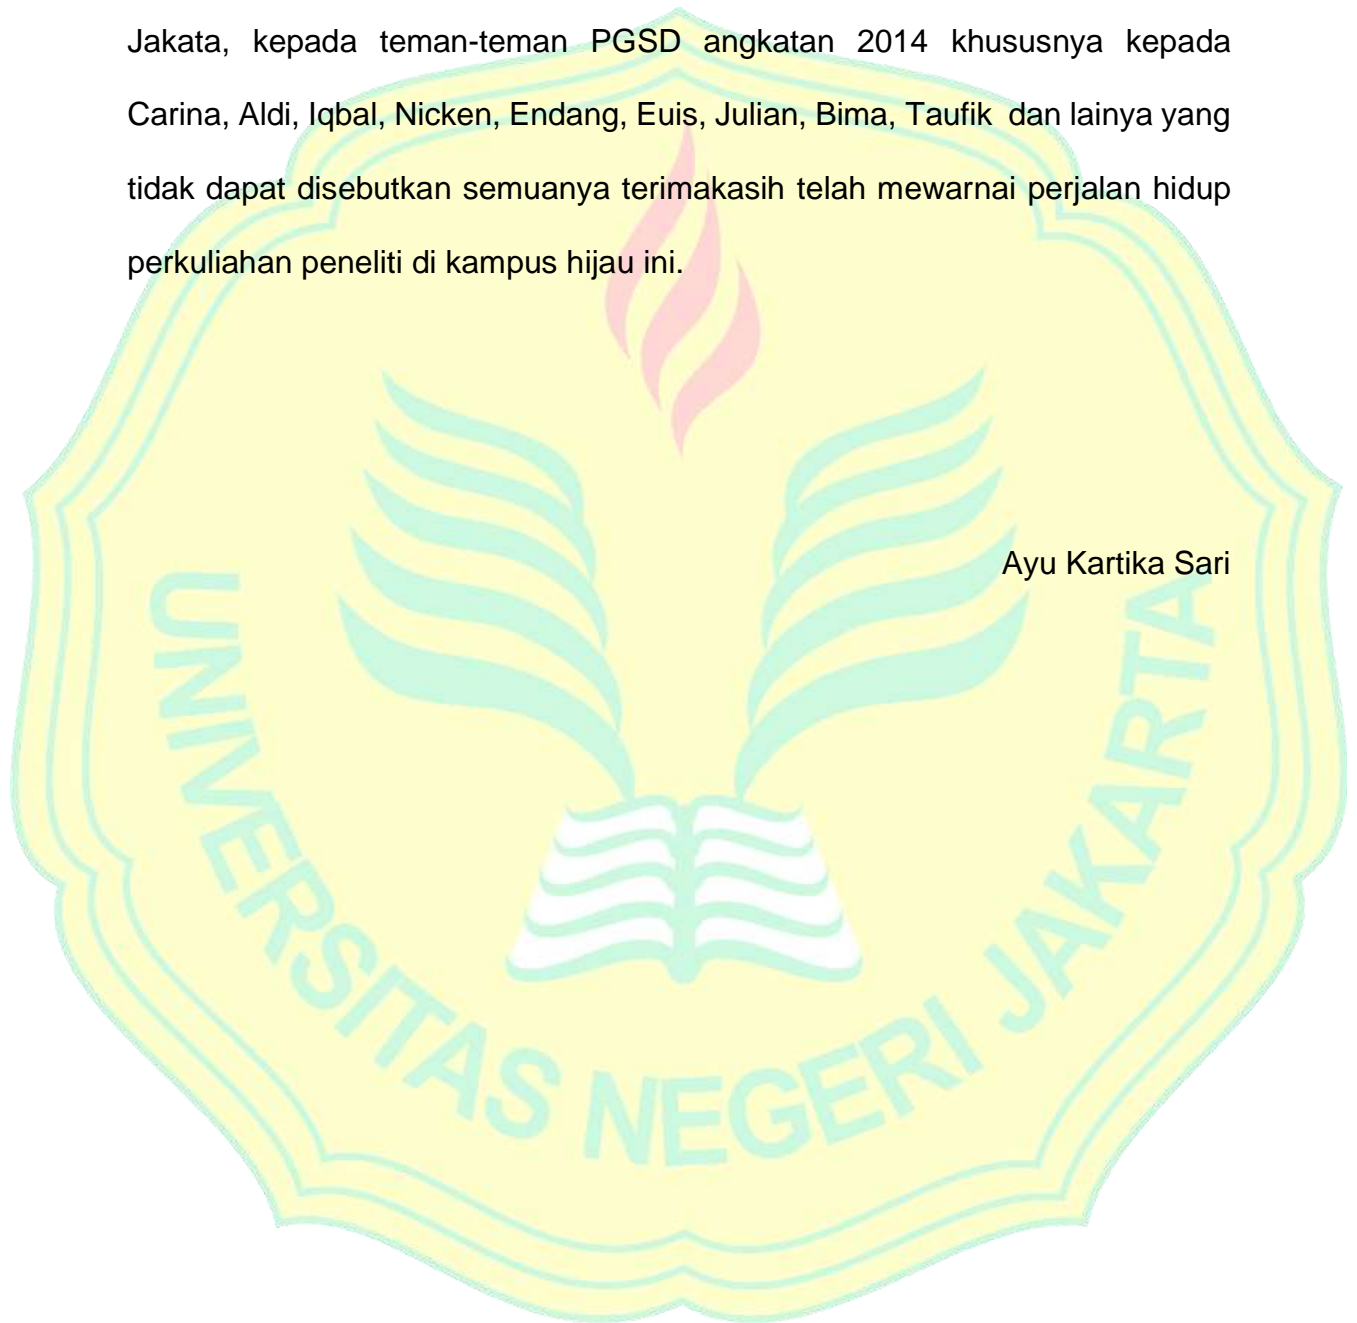 Jakata, kepada teman-teman PGSD angkatan 2014 khususnya kepada
Carina, Aldi, Iqbal, Nicken, Endang, Euis, Julian, Bima, Taufik dan lainya yang
tidak dapat disebutkan semuanya terimakasih telah mewarnai perjalan hidup
perkuliahan peneliti di kampus hijau ini.
Ayu Kartika Sari
UNIVERSITAS NEGERI JAKARTA